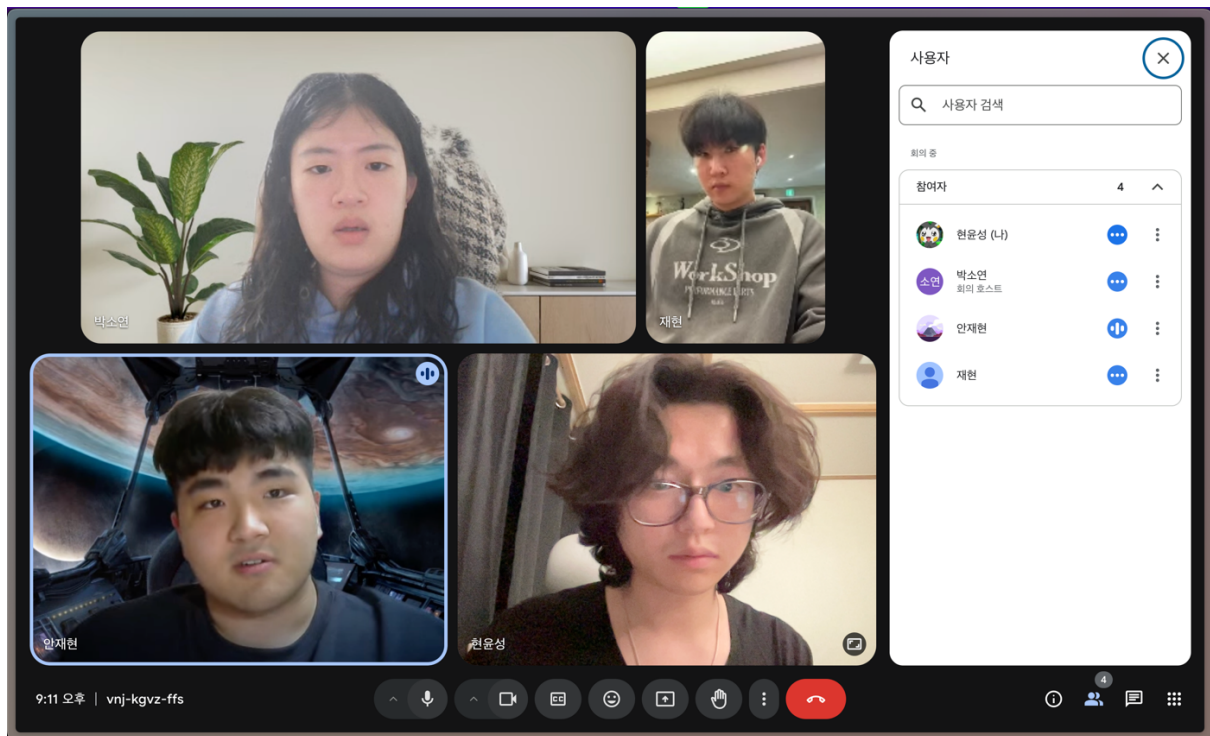 박소연
재현
WorkShop
안재현
현윤성
9:11 오후 | vnj-kgvz-ffs
사용자
사용자 검색
회의 중
참여자 4
현윤성 (나)
소연
박소연
회의 호스트
안재현
재현
4